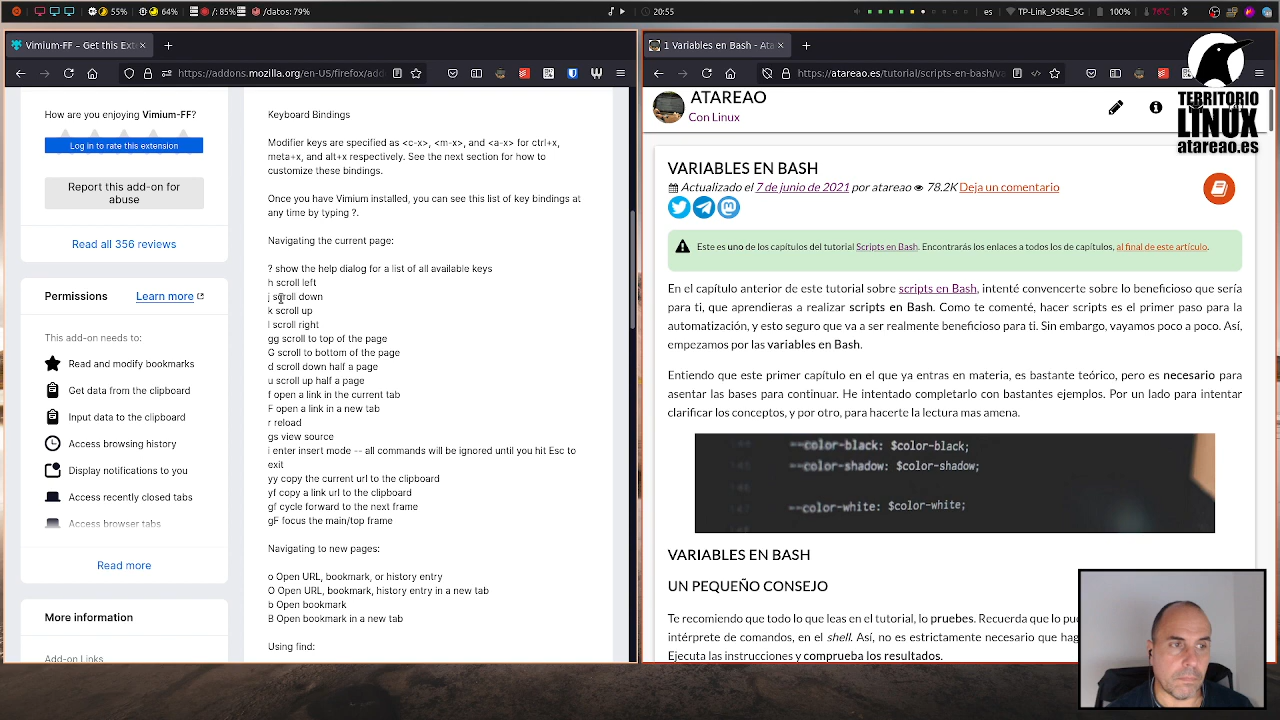 55%
64%
/: 85%
/datos: 79%
20:55
es
TP-Link_958E_5G
100%
Vimium-FF – Get this Ext
https://addons.mozilla.org/en-US/firefox/add
How are you enjoying Vimium-FF?
Log in to rate this extension
Report this add-on for
abuse
Read all 356 reviews
Permissions
Learn more
This add-on needs to:
Read and modify bookmarks
Get data from the clipboard
Input data to the clipboard
Access browsing history
Display notifications to you
Access recently closed tabs
Access browser tabs
Read more
More information
Add-on Links
Keyboard Bindings
Modifier keys are specified as <c-x>, <m-x>, and <a-x> for ctrl+x,
meta+x, and alt+x respectively. See the next section for how to
customize these bindings.
Once you have Vimium installed, you can see this list of key bindings at
any time by typing ?.
Navigating the current page:
? show the help dialog for a list of all available keys
h scroll left
j scroll down
k scroll up
l scroll right
gg scroll to top of the page
G scroll to bottom of the page
d scroll down half a page
u scroll up half a page
f open a link in the current tab
F open a link in a new tab
r reload
gs view source
i enter insert mode -- all commands will be ignored until you hit Esc to
exit
yy copy the current url to the clipboard
yf copy a link url to the clipboard
gf cycle forward to the next frame
gF focus the main/top frame
Navigating to new pages:
o Open URL, bookmark, or history entry
O Open URL, bookmark, history entry in a new tab
b Open bookmark
B Open bookmark in a new tab
Using find:
1 Variables en Bash - Ata
https://atareao.es/tutorial/scripts-en-bash/va
TERRITORIO
LINUX
atareao.es
ATAREAO
Con Linux
VARIABLES EN BASH
Actualizado el 7 de junio de 2021 por atareao 78.2K Deja un comentario
Este es uno de los capítulos del tutorial Scripts en Bash. Encontrarás los enlaces a todos los de capítulos, al final de este artículo.
En el capítulo anterior de este tutorial sobre scripts en Bash, intenté convencerte sobre lo beneficioso que sería
para ti, que aprendieras a realizar scripts en Bash. Como te comenté, hacer scripts es el primer paso para la
automatización, y esto seguro que va a ser realmente beneficioso para ti. Sin embargo, vayamos poco a poco. Así,
empezamos por las variables en Bash.
Entiendo que este primer capítulo en el que ya entras en materia, es bastante teórico, pero es necesario para
asentar las bases para continuar. He intentado completarlo con bastantes ejemplos. Por un lado para intentar
clarificar los conceptos, y por otro, para hacerte la lectura mas amena.
--color-black: $color-black;
--color-shadow: $color-shadow;
--color-white: $color-white;
VARIABLES EN BASH
UN PEQUEÑO CONSEJO
Te recomiendo que todo lo que leas en el tutorial, lo pruebes. Recuerda que lo
intérprete de comandos, en el shell. Así, no es estrictamente necesario que
Ejecuta las instrucciones y comprueba los resultados.